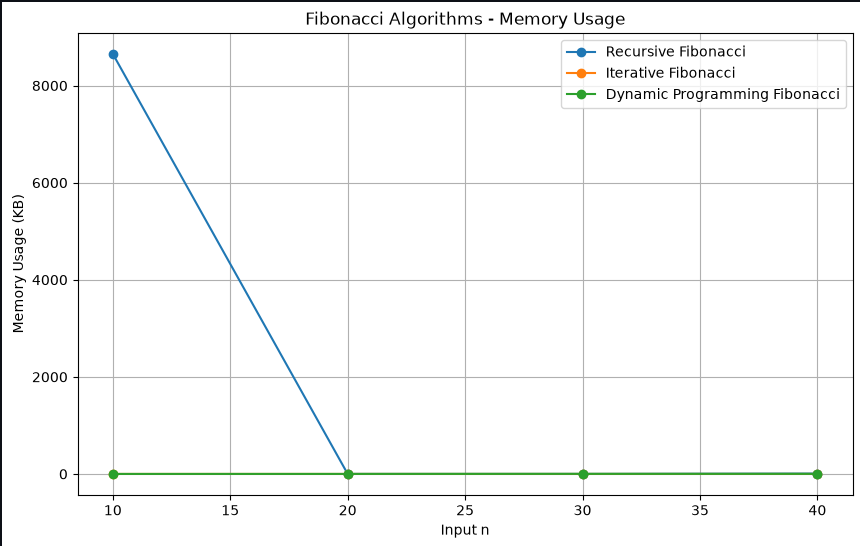 Fibonacci Algorithms - Memory Usage
Recursive Fibonacci
Iterative Fibonacci
Dynamic Programming Fibonacci
Memory Usage (KB)
8000
6000
4000
2000
0
10 15 20 25 30 35 40
Input n